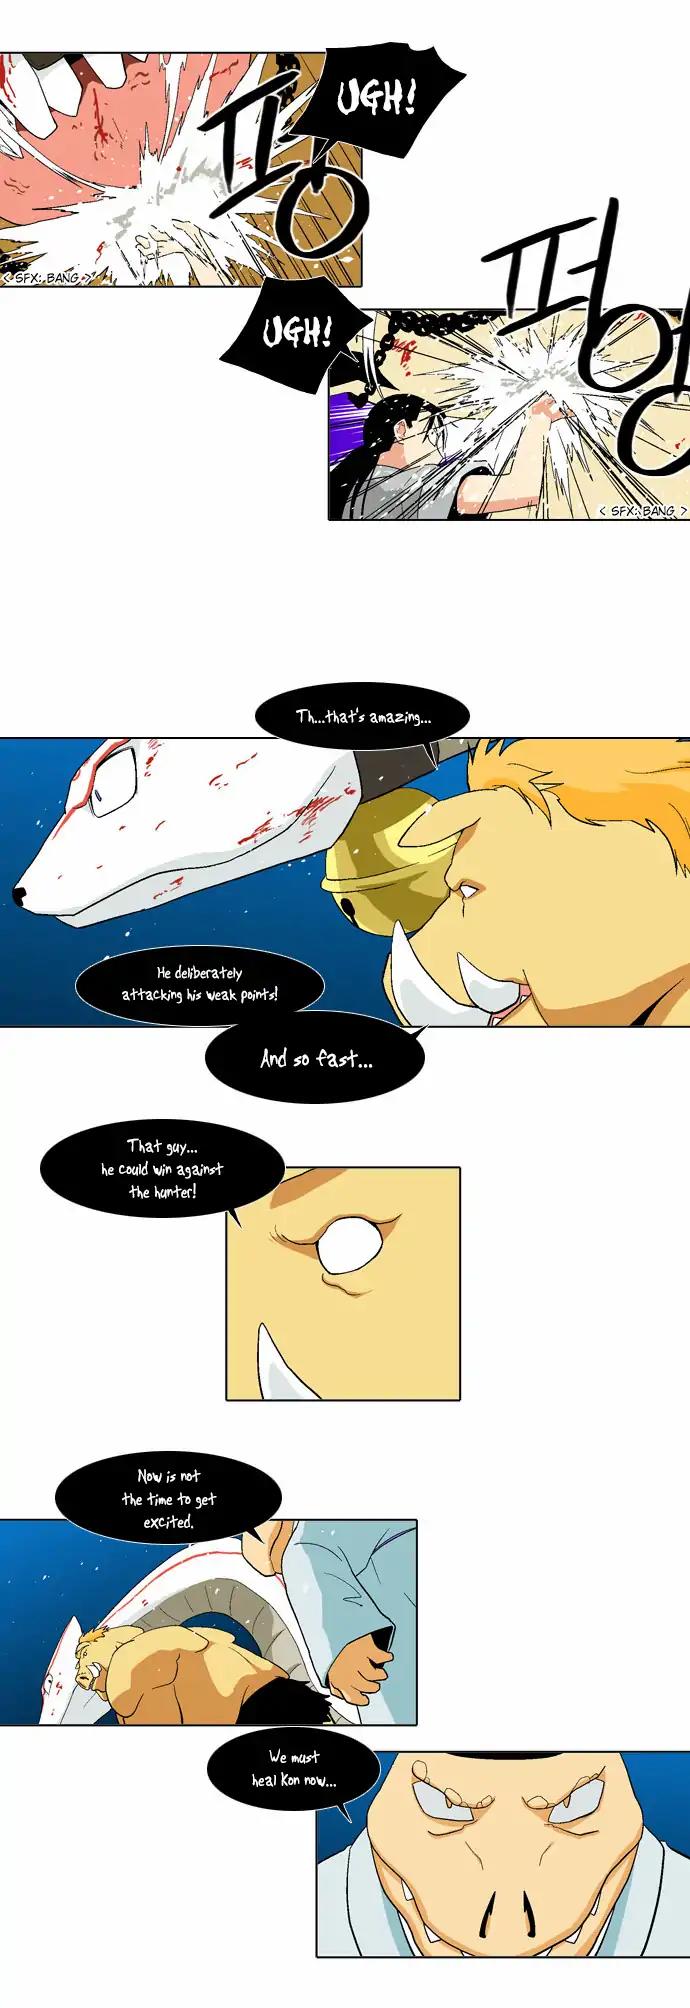 UGH!
핑
< SFX: BANG >
UGH!
펑
< SFX: BANG >
Th...that's amazing...
He deliberately
attacking his weak points!
And so fast...
That guy...
he could win against
the hunter!
Now is not
the time to get
excited.
We must
heal Kon now...